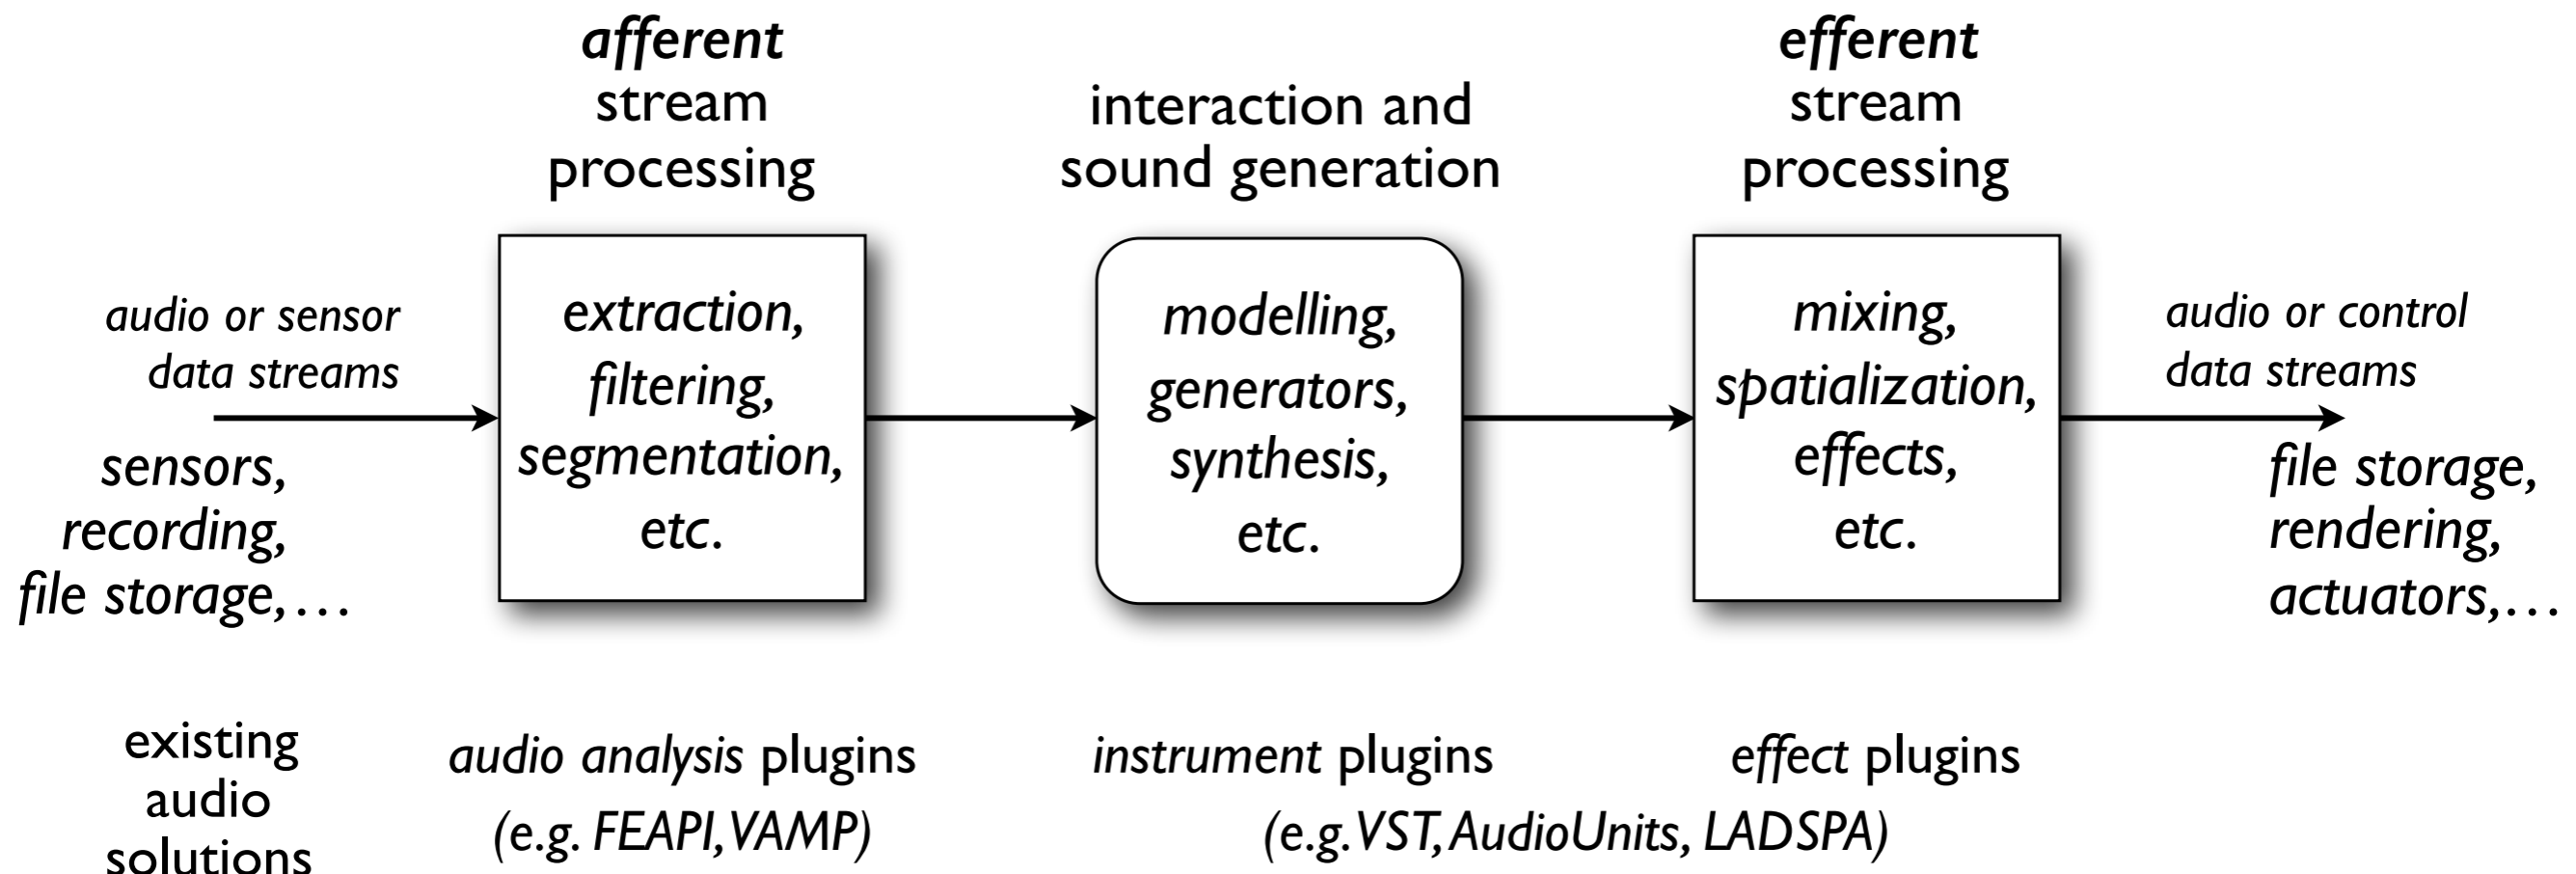 afferent
stream
processing
interaction and
sound generation
efferent
stream
processing
audio or sensor
data streams
sensors,
recording,
file storage,…
extraction,
filtering,
segmentation,
etc.
modelling,
generators,
synthesis,
etc.
mixing,
spatialization,
effects,
etc.
audio or control
data streams
file storage,
rendering,
actuators,…
existing
audio
solutions
audio analysis plugins
(e.g. FEAPI, VAMP)
instrument plugins
effect plugins
(e.g. VST, AudioUnits, LADSPA)